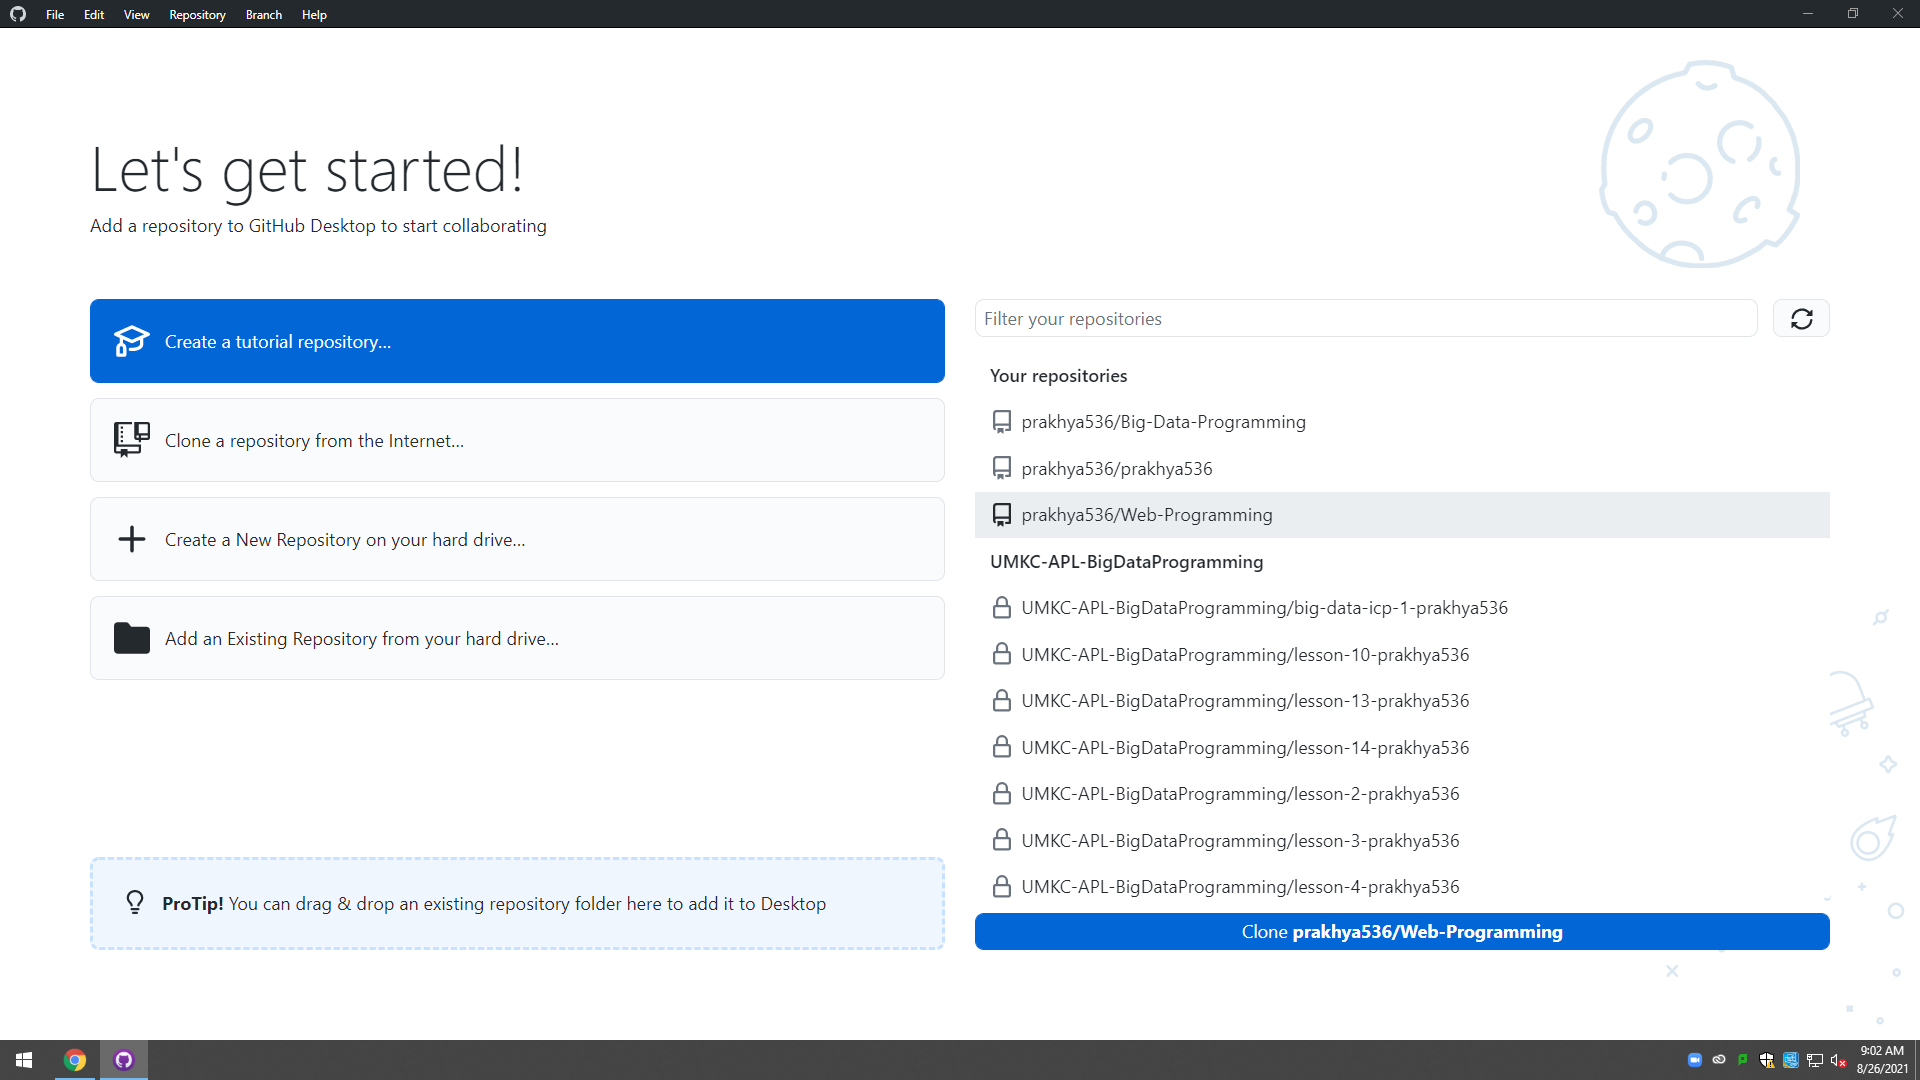 File Edit View Repository Branch Help
Let's get started!
Add a repository to GitHub Desktop to start collaborating
Create a tutorial repository...
Clone a repository from the Internet...
Create a New Repository on your hard drive...
Add an Existing Repository from your hard drive...
ProTip! You can drag & drop an existing repository folder here to add it to Desktop
Filter your repositories
Your repositories
prakhya536/Big-Data-Programming
prakhya536/prakhya536
prakhya536/Web-Programming
UMKC-APL-BigDataProgramming
UMKC-APL-BigDataProgramming/big-data-icp-1-prakhya536
UMKC-APL-BigDataProgramming/lesson-10-prakhya536
UMKC-APL-BigDataProgramming/lesson-13-prakhya536
UMKC-APL-BigDataProgramming/lesson-14-prakhya536
UMKC-APL-BigDataProgramming/lesson-2-prakhya536
UMKC-APL-BigDataProgramming/lesson-3-prakhya536
UMKC-APL-BigDataProgramming/lesson-4-prakhya536
Clone prakhya536/Web-Programming
9:02 AM
8/26/2021